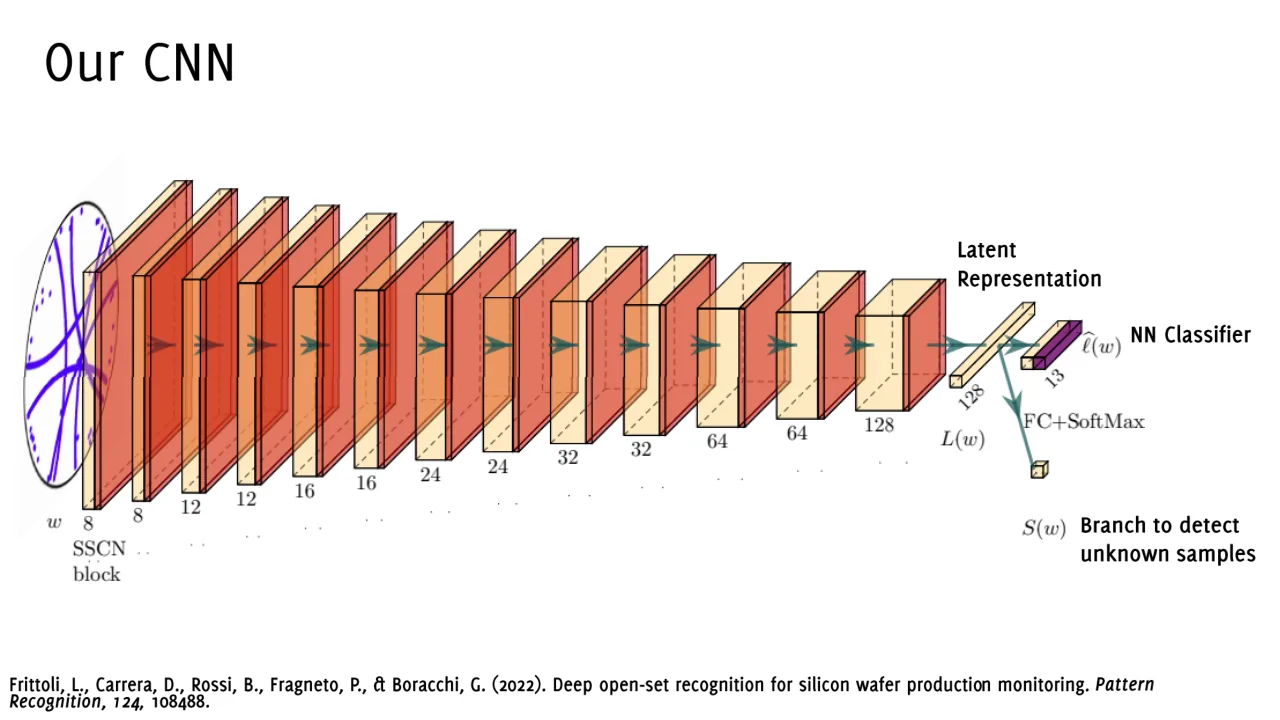 Our CNN
Latent
Representation
ℓ̂(w)
NN Classifier
128
13
FC+SoftMax
L(w)
8
8
12
12
16
16
24
24
32
32
64
64
128
w
SSCN
block
S(w)
Branch to detect
unknown samples
Frittoli, L., Carrera, D., Rossi, B., Fragneto, P., & Boracchi, G. (2022). Deep open-set recognition for silicon wafer production monitoring. Pattern
Recognition, 124, 108488.